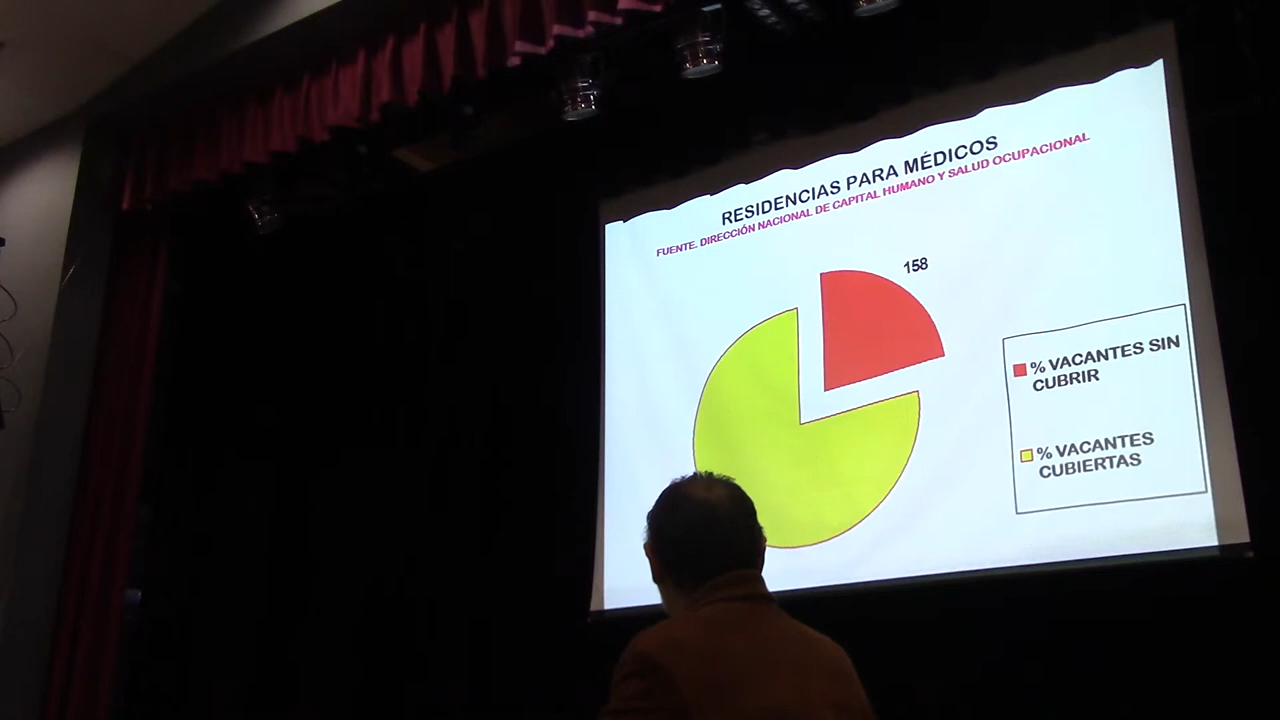 RESIDENCIAS PARA MÉDICOS
FUENTE. DIRECCIÓN NACIONAL DE CAPITAL HUMANO Y SALUD OCUPACIONAL
158
% VACANTES SIN
CUBRIR
% VACANTES
CUBIERTAS